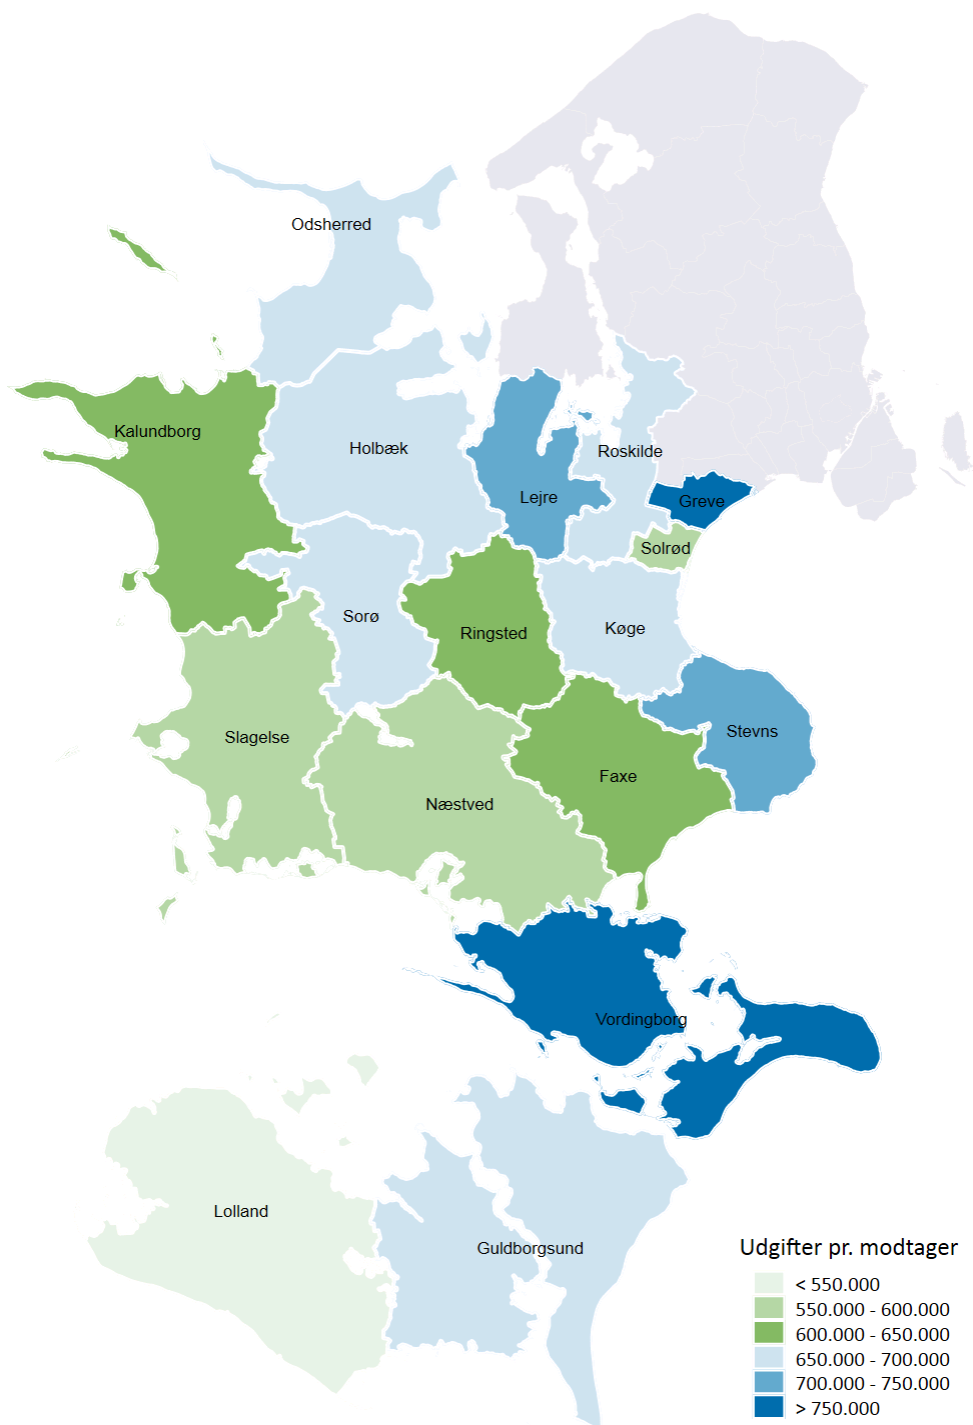 Odsherred
Kalundborg
Holbæk
Roskilde
Lejre
Greve
Solrød
Sorø
Ringsted
Køge
Stevns
Slagelse
Faxe
Næstved
Vordingborg
Lolland
Guldborgsund
Udgifter pr. modtager
< 550.000
550.000 - 600.000
600.000 - 650.000
650.000 - 700.000
700.000 - 750.000
> 750.000